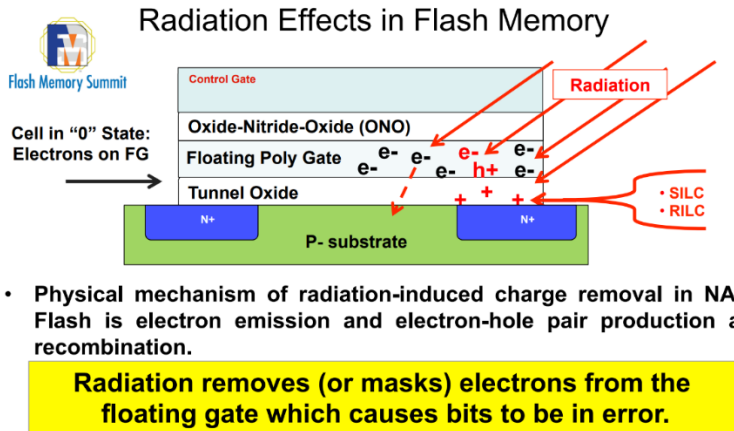 Radiation Effects in Flash Memory
FM
Flash Memory Summit
Control Gate
Radiation
Cell in “0” State:
Electrons on FG
Oxide-Nitride-Oxide (ONO)
Floating Poly Gate
e- e- e- e- e- h+ e- e-
Tunnel Oxide
+ + +
• SILC
• RILC
N+ N+
P- substrate
• Physical mechanism of radiation-induced charge removal in NA
Flash is electron emission and electron-hole pair production a
recombination.
Radiation removes (or masks) electrons from the
floating gate which causes bits to be in error.